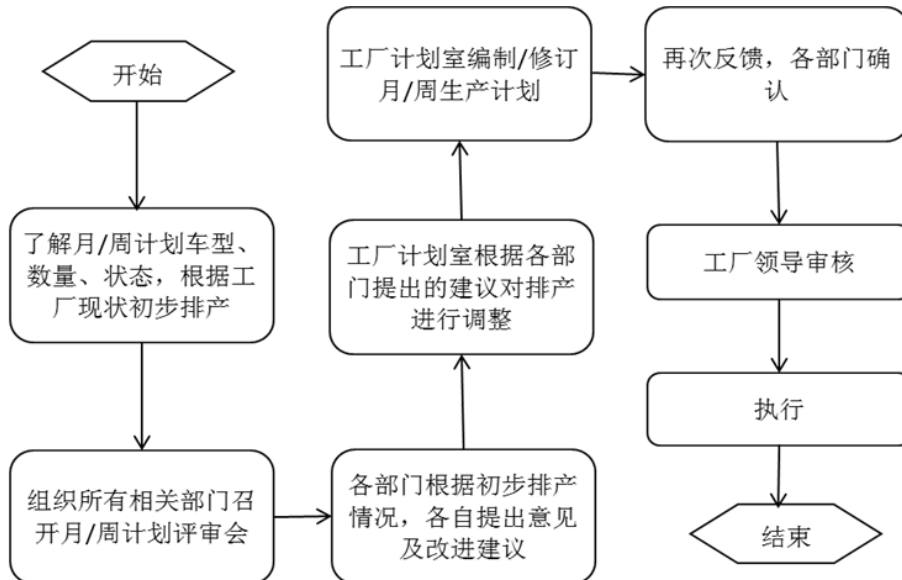 开始
了解月/周计划车型、
数量、状态，根据工
厂现状初步排产
组织所有相关部门召
开月/周计划评审会
各部门根据初步排产
情况，各自提出意见
及改进建议
工厂计划室根据各部
门提出的建议对排产
进行调整
工厂计划室编制/修订
月/周生产计划
再次反馈，各部门确
认
工厂领导审核
执行
结束